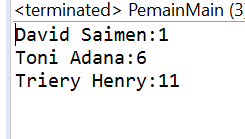 <terminated> PemainMain (3)
David Saimen:1
Toni Adana:6
Triery Henry:11